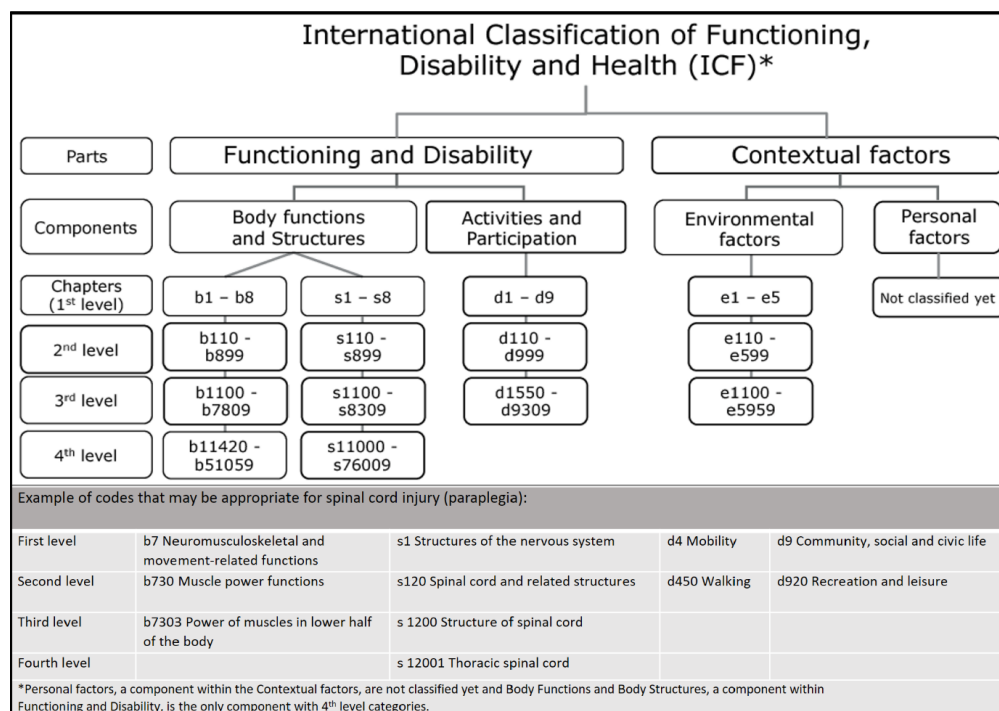 International Classification of Functioning,
Disability and Health (ICF)*
Parts
Functioning and Disability
Contextual factors
Components
Body functions
and Structures
Activities and
Participation
Environmental
factors
Personal
factors
Chapters
(1st level)
b1 – b8
s1 – s8
d1 – d9
e1 – e5
Not classified yet
2nd level
b110 -
b899
s110 -
s899
d110 -
d999
e110 -
e599
3rd level
b1100 -
b7809
s1100 -
s8309
d1550 -
d9309
e1100 -
e5959
4th level
b11420 -
b51059
s11000 -
s76009
Example of codes that may be appropriate for spinal cord injury (paraplegia):
First level
b7 Neuromusculoskeletal and
movement-related functions
s1 Structures of the nervous system
d4 Mobility
d9 Community, social and civic life
Second level
b730 Muscle power functions
s120 Spinal cord and related structures
d450 Walking
d920 Recreation and leisure
Third level
b7303 Power of muscles in lower half
of the body
s 1200 Structure of spinal cord
Fourth level
s 12001 Thoracic spinal cord
*Personal factors, a component within the Contextual factors, are not classified yet and Body Functions and Body Structures, a component within
Functioning and Disability, is the only component with 4th level categories.